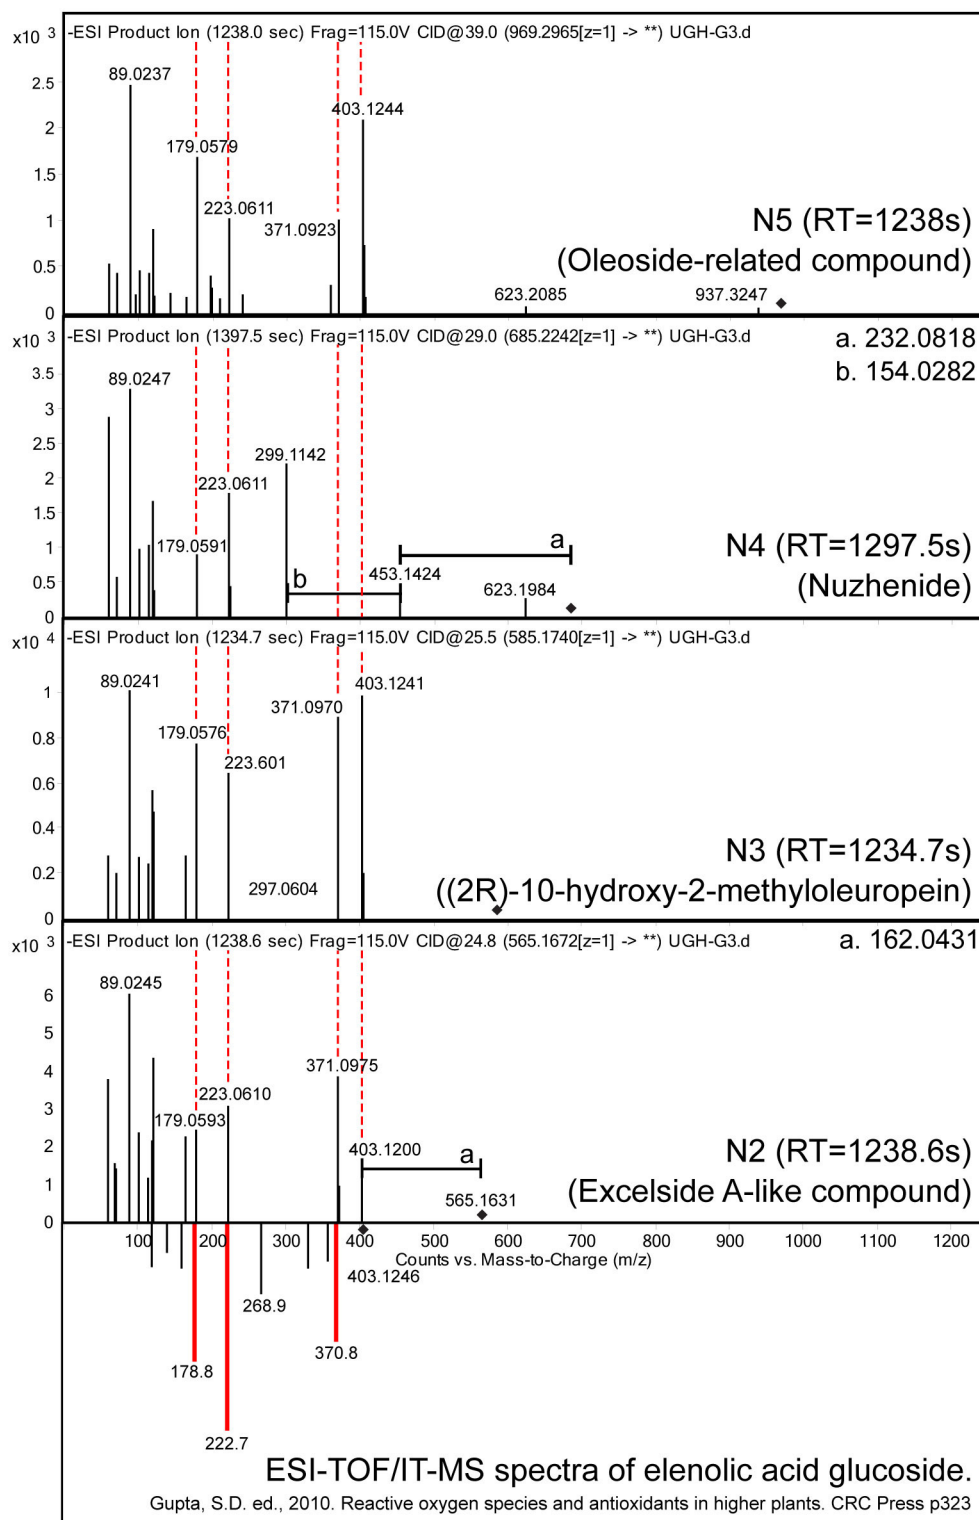 x10 3
-ESI Product Ion (1238.0 sec) Frag=115.0V CID@39.0 (969.2965[z=1] -> **) UGH-G3.d
2.5
2
1.5
1
0.5
0
89.0237
403.1244
179.0579
223.0611
371.0923
623.2085
937.3247
N5 (RT=1238s)
(Oleoside-related compound)
x10 3
-ESI Product Ion (1397.5 sec) Frag=115.0V CID@29.0 (685.2242[z=1] -> **) UGH-G3.d
a. 232.0818
b. 154.0282
3.5
3
2.5
2
1.5
1
0.5
0
89.0247
299.1142
223.0611
179.0591
a
b
453.1424
623.1984
N4 (RT=1297.5s)
(Nuzhenide)
x10 4
-ESI Product Ion (1234.7 sec) Frag=115.0V CID@25.5 (585.1740[z=1] -> **) UGH-G3.d
1
0.8
0.6
0.4
0.2
0
89.0241
403.1241
371.0970
179.0576
223.601
297.0604
N3 (RT=1234.7s)
((2R)-10-hydroxy-2-methyloleuropein)
x10 3
-ESI Product Ion (1238.6 sec) Frag=115.0V CID@24.8 (565.1672[z=1] -> **) UGH-G3.d
a. 162.0431
6
5
4
3
2
1
0
89.0245
371.0975
223.0610
179.0593
403.1200
a
565.1631
N2 (RT=1238.6s)
(Excelside A-like compound)
100 200 300 400 500 600 700 800 900 1000 1100 1200
Counts vs. Mass-to-Charge (m/z)
403.1246
268.9
370.8
178.8
222.7
ESI-TOF/IT-MS spectra of elenolic acid glucoside.
Gupta, S.D. ed., 2010. Reactive oxygen species and antioxidants in higher plants. CRC Press p323